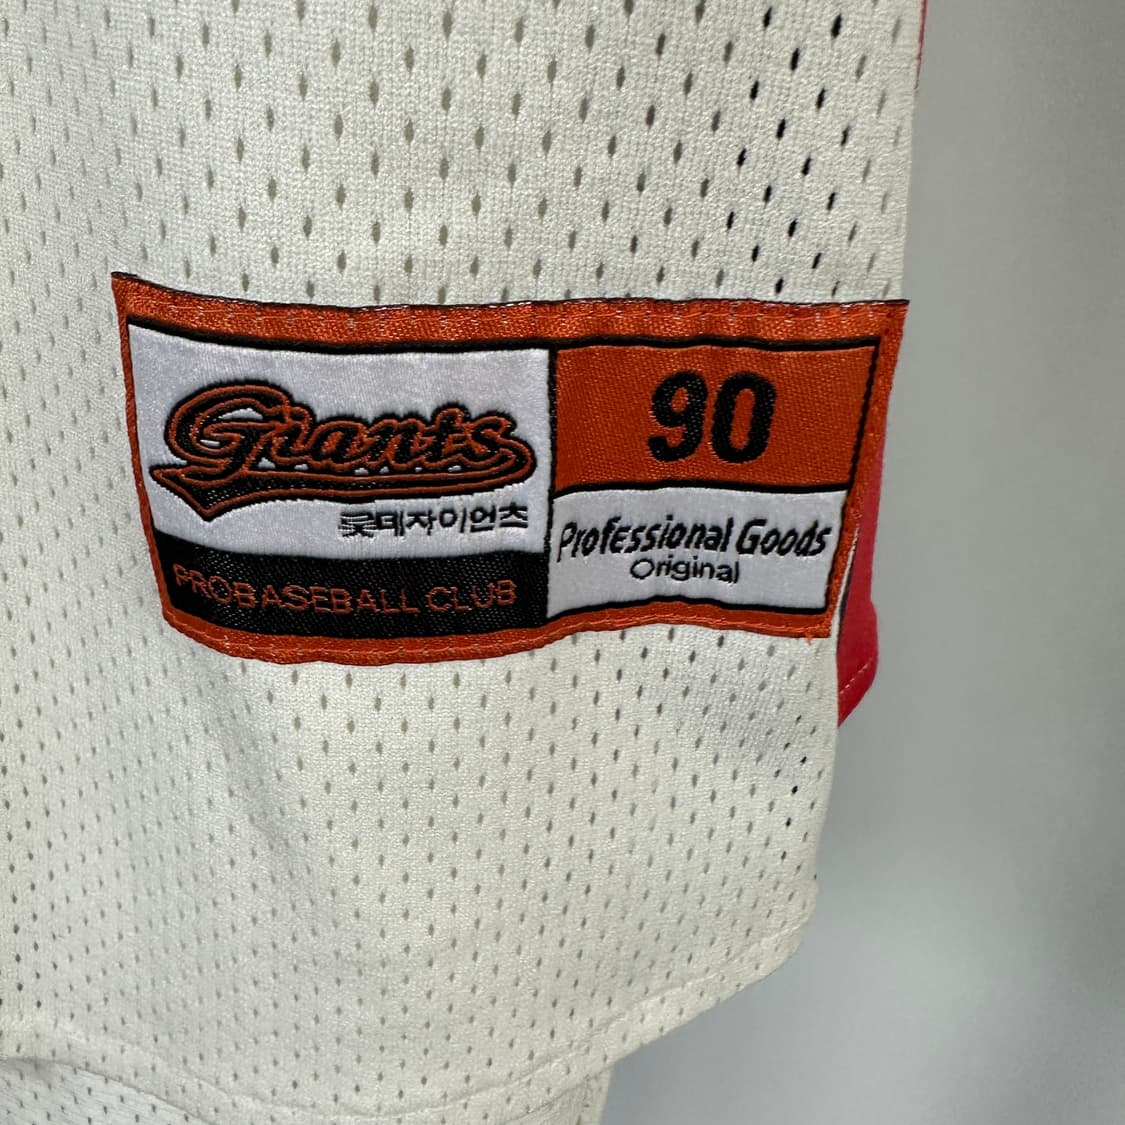 Giants
롯데자이언츠
PROBASEBALL CLUB
90
Professional Goods
Original